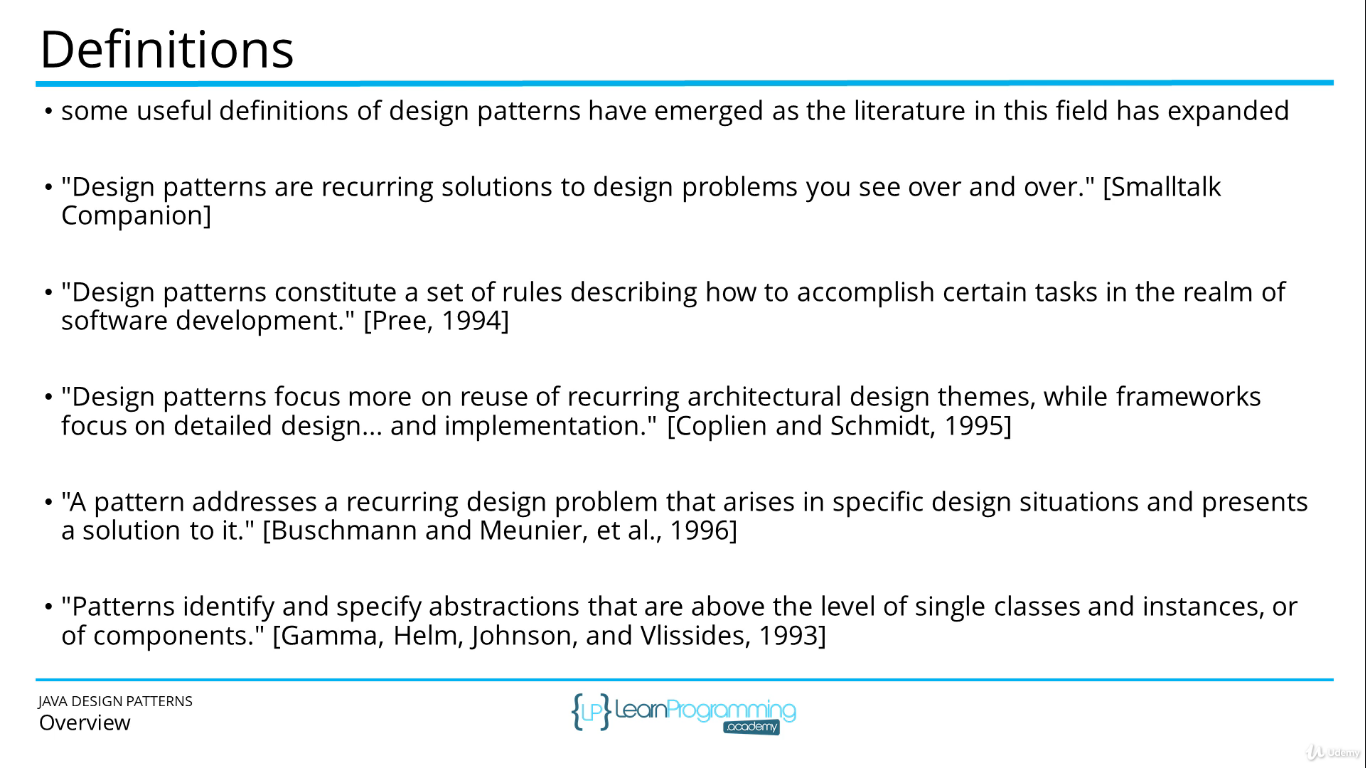 Definitions
• some useful definitions of design patterns have emerged as the literature in this field has expanded
• "Design patterns are recurring solutions to design problems you see over and over." [Smalltalk
Companion]
• "Design patterns constitute a set of rules describing how to accomplish certain tasks in the realm of
software development." [Pree, 1994]
• "Design patterns focus more on reuse of recurring architectural design themes, while frameworks
focus on detailed design... and implementation." [Coplien and Schmidt, 1995]
• "A pattern addresses a recurring design problem that arises in specific design situations and presents
a solution to it." [Buschmann and Meunier, et al., 1996]
• "Patterns identify and specify abstractions that are above the level of single classes and instances, or
of components." [Gamma, Helm, Johnson, and Vlissides, 1993]
JAVA DESIGN PATTERNS
Overview
{LP} LearnProgramming
.academy
Udemy